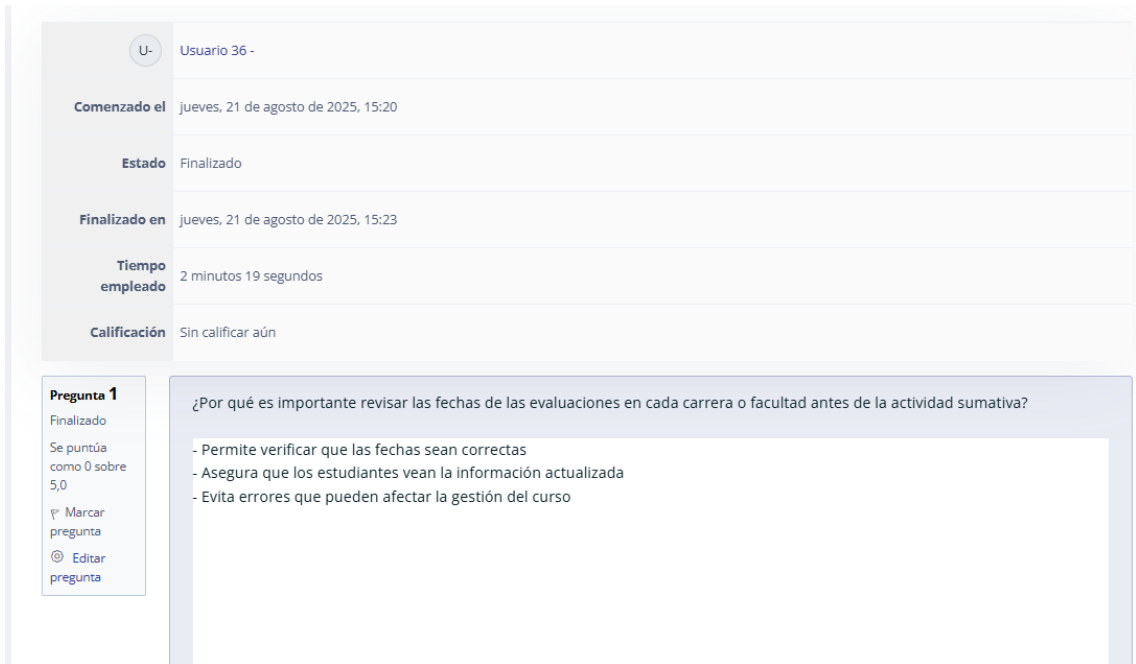 U- Usuario 36 -
Comenzado el jueves, 21 de agosto de 2025, 15:20
Estado Finalizado
Finalizado en jueves, 21 de agosto de 2025, 15:23
Tiempo
empleado 2 minutos 19 segundos
Calificación Sin calificar aún
Pregunta 1
Finalizado
Se puntúa
como 0 sobre
5,0
Marcar
pregunta
Editar
pregunta
¿Por qué es importante revisar las fechas de las evaluaciones en cada carrera o facultad antes de la actividad sumativa?
- Permite verificar que las fechas sean correctas
- Asegura que los estudiantes vean la información actualizada
- Evita errores que pueden afectar la gestión del curso